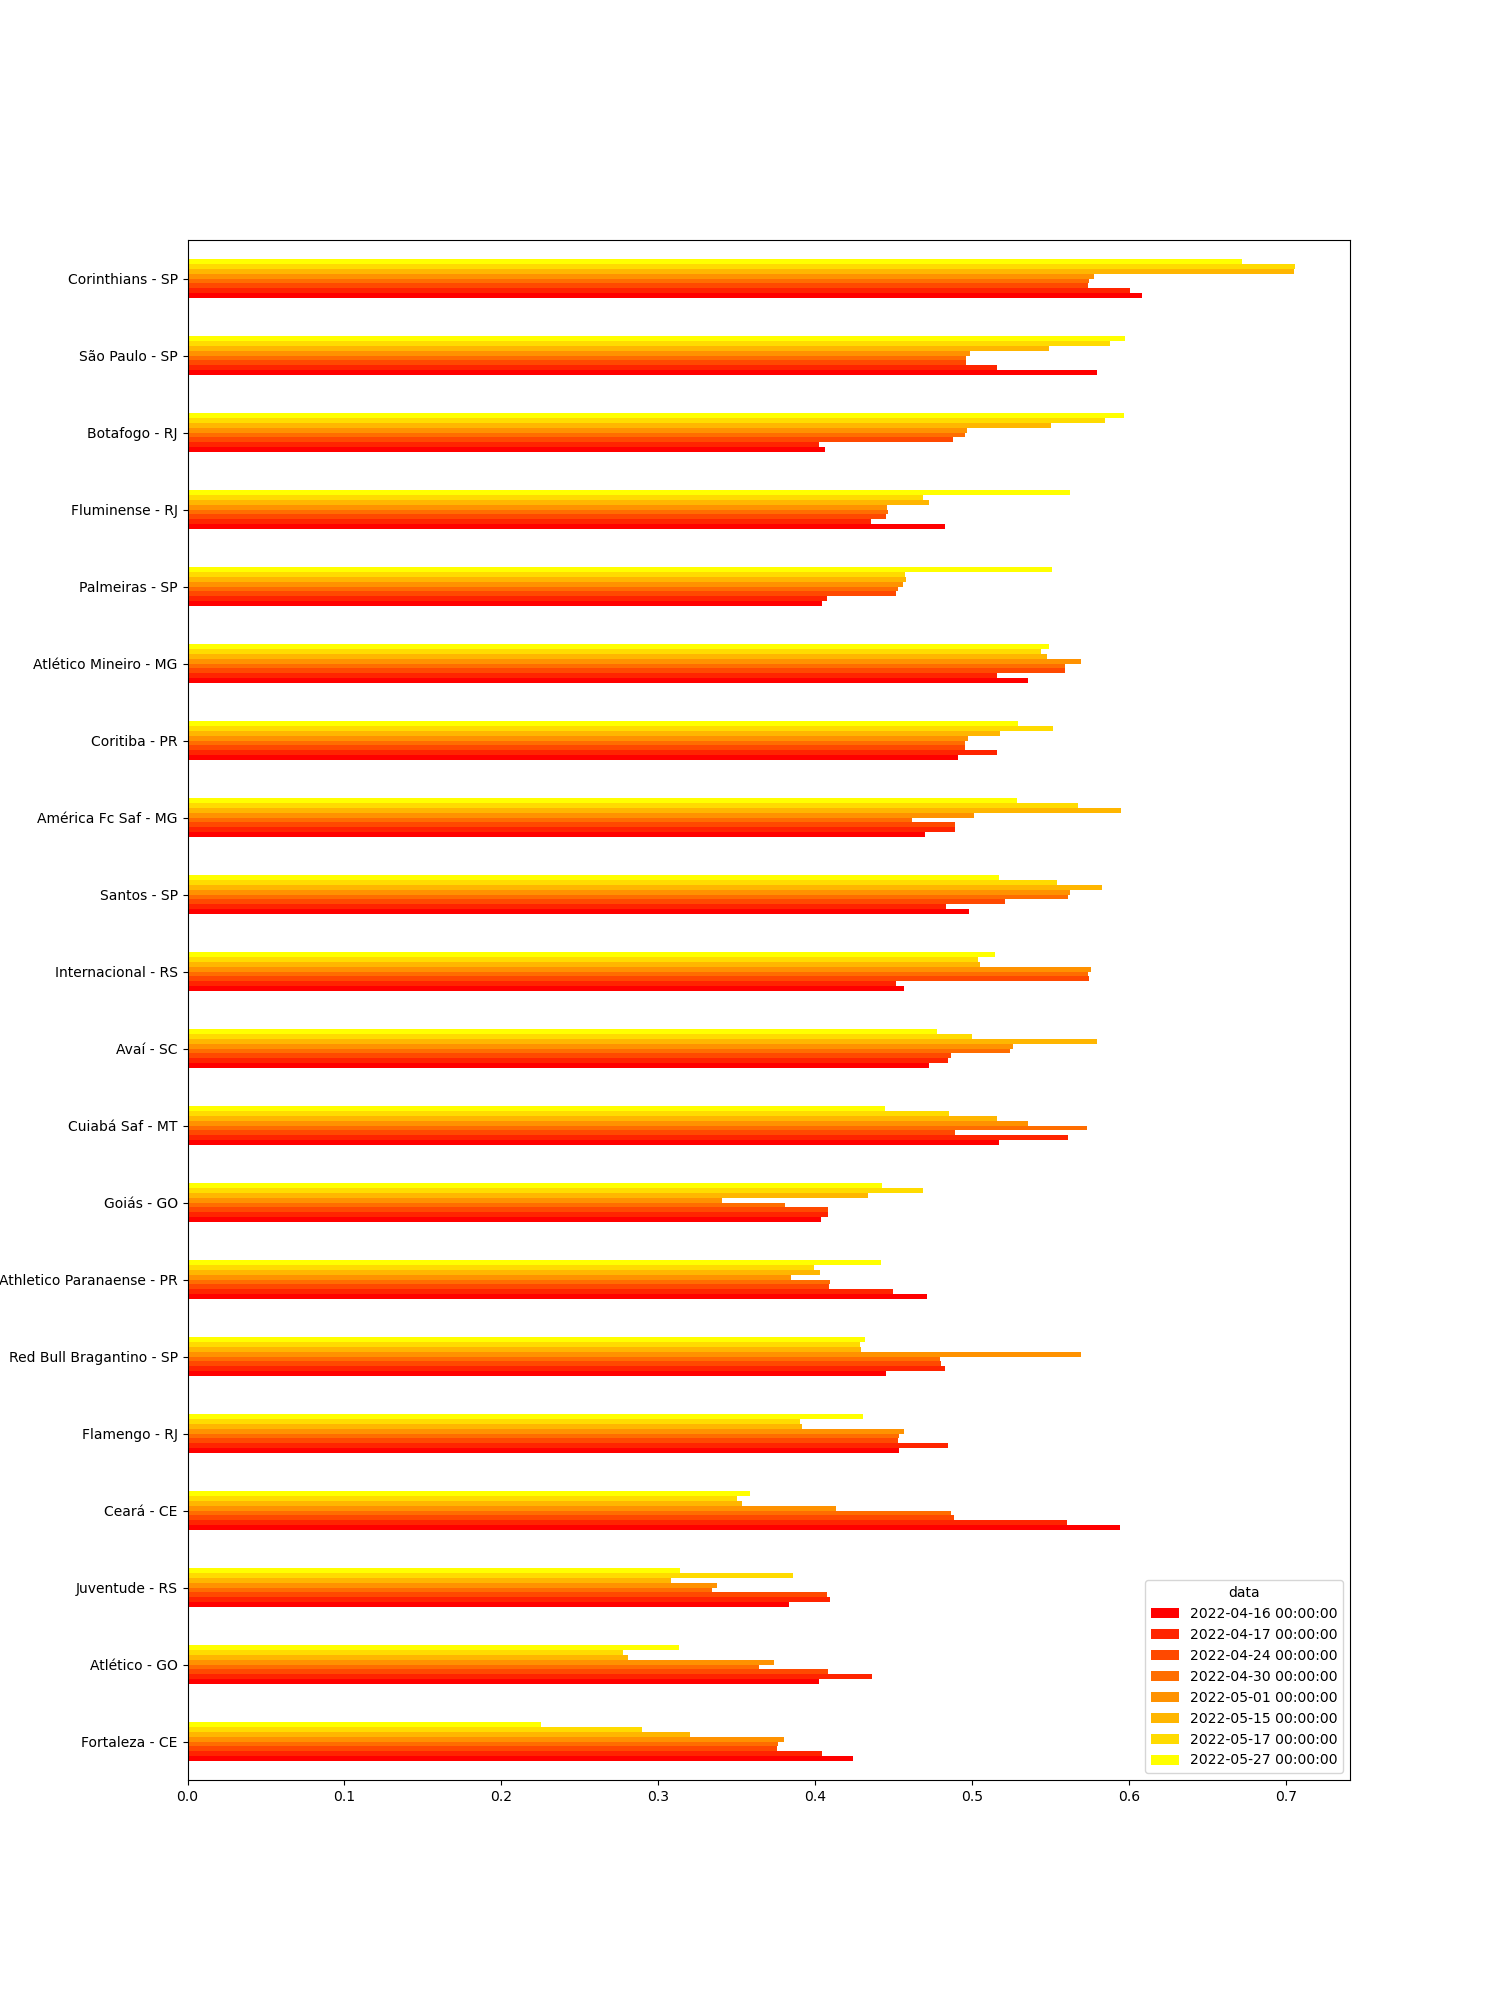 Corinthians - SP
São Paulo - SP
Botafogo - RJ
Fluminense - RJ
Palmeiras - SP
Atlético Mineiro - MG
Coritiba - PR
América Fc Saf - MG
Santos - SP
Internacional - RS
Avaí - SC
Cuiabá Saf - MT
Goiás - GO
Athletico Paranaense - PR
Red Bull Bragantino - SP
Flamengo - RJ
Ceará - CE
Juventude - RS
Atlético - GO
Fortaleza - CE
data
2022-04-16 00:00:00
2022-04-17 00:00:00
2022-04-24 00:00:00
2022-04-30 00:00:00
2022-05-01 00:00:00
2022-05-15 00:00:00
2022-05-17 00:00:00
2022-05-27 00:00:00
0.0 0.1 0.2 0.3 0.4 0.5 0.6 0.7